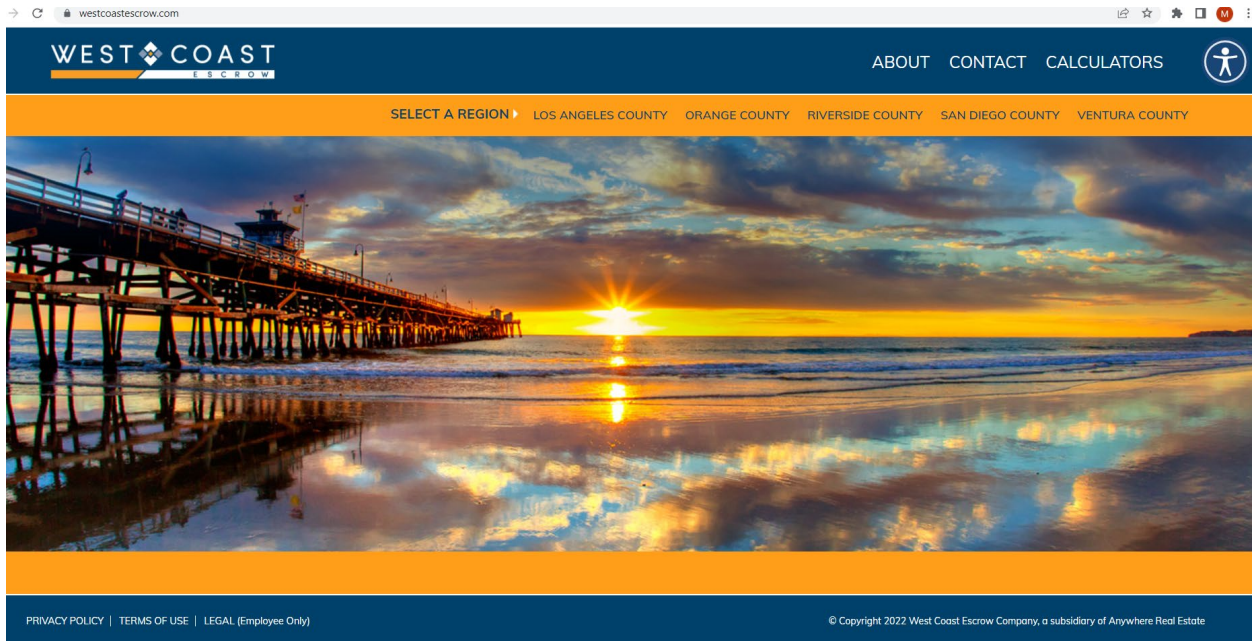 westcoastescrow.com
M
WEST COAST
ESCROW
ABOUT CONTACT CALCULATORS
SELECT A REGION LOS ANGELES COUNTY ORANGE COUNTY RIVERSIDE COUNTY SAN DIEGO COUNTY VENTURA COUNTY
PRIVACY POLICY | TERMS OF USE | LEGAL (Employee Only) © Copyright 2022 West Coast Escrow Company, a subsidiary of Anywhere Real Estate